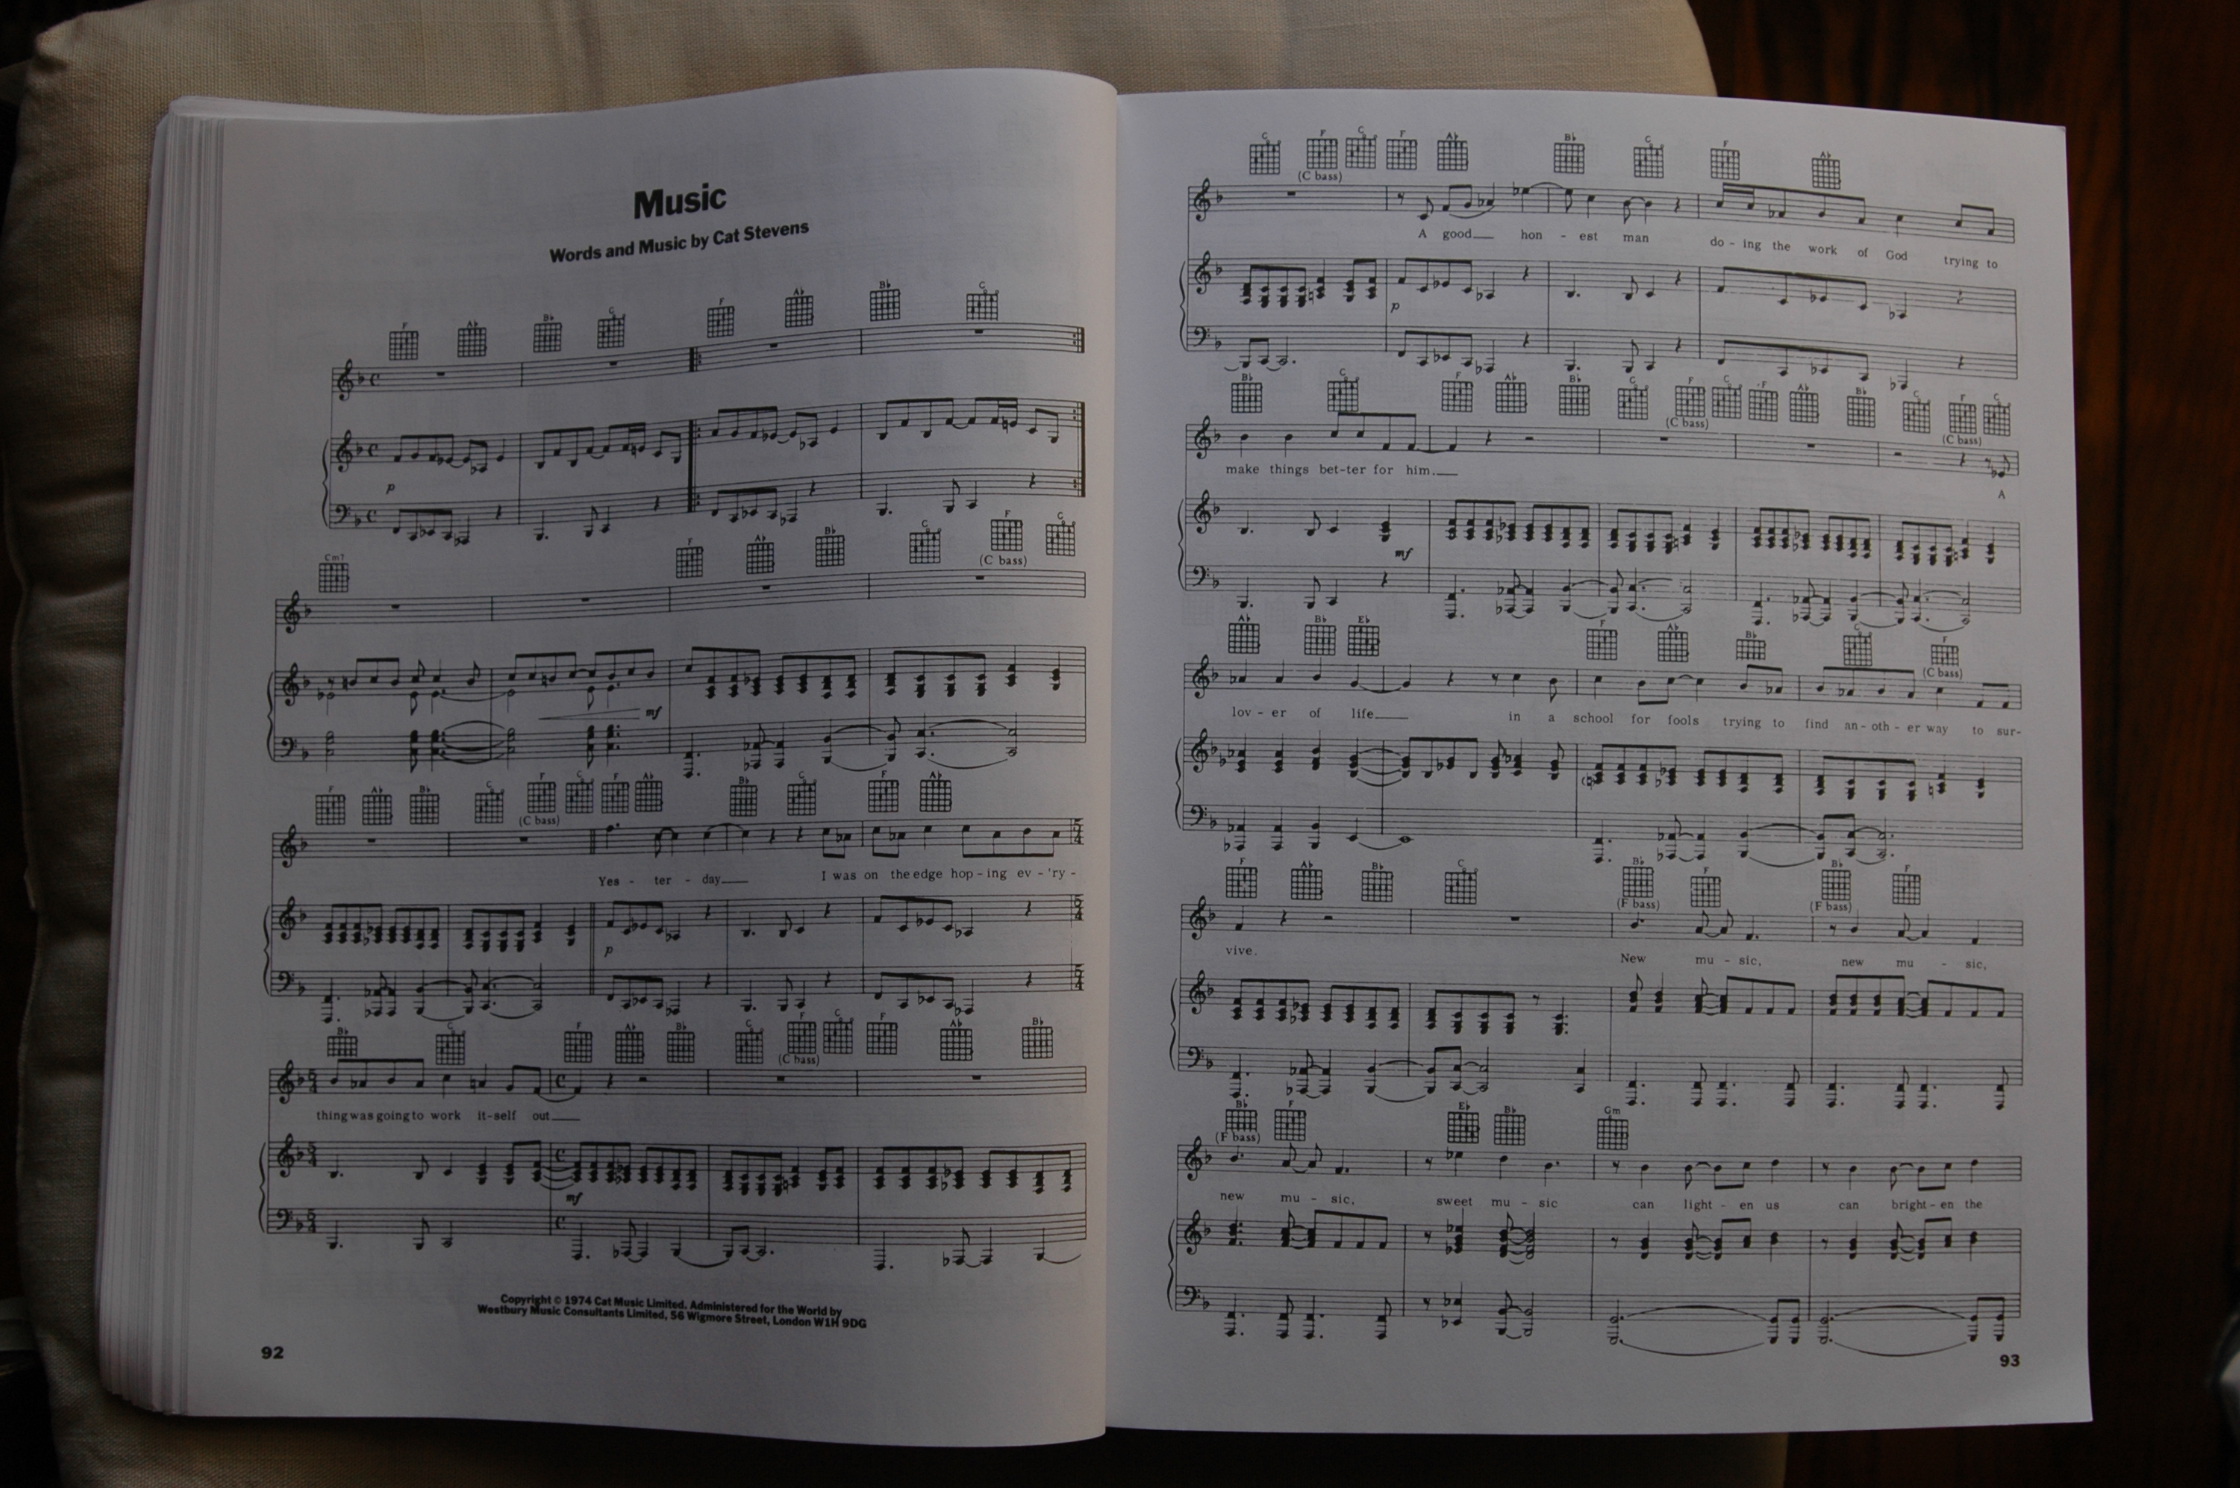 Music
Words and Music by Cat Stevens
F A♭ B♭ C F A♭ B♭ C
p
Cm7 F A♭ B♭ C F C
(C bass)
mf
F A♭ B♭ C F C F A♭ B♭ C F A♭
(C bass)
Yes - ter - day___ I was on the edge hop - ing ev - 'ry -
p
B♭ C F A♭ B♭ C F C F A♭ B♭
(C bass)
thing was going to work it - self out___
mf
Copyright © 1974 Cat Music Limited. Administered for the World by
Westbury Music Consultants Limited, 56 Wigmore Street, London W1H 9DG
92
C F C F A♭ B♭ C F A♭
(C bass)
A good___ hon - est man do - ing the work of God trying to
p
B♭ C F A♭ B♭ C F C F A♭ B♭ C F C
(C bass) (C bass)
make things bet - ter for him.___ A
mf
A♭ B♭ E♭ F A♭ B♭ C F
(C bass)
lov - er of life___ in a school for fools trying to find an - oth - er way to sur-
F A♭ B♭ C B♭ F B♭ F
(F bass) (F bass)
vive. New mu - sic, new mu - sic,
B♭ F E♭ B♭ Gm
(F bass)
new mu - sic, sweet mu - sic can light - en us can bright - en the
93